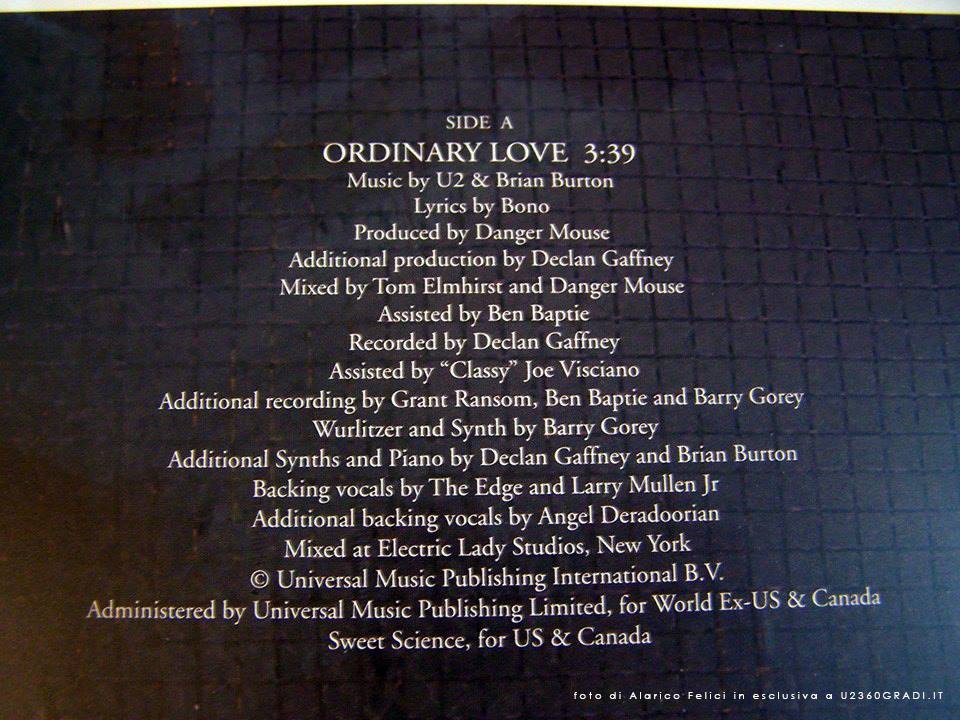 SIDE A
ORDINARY LOVE 3:39
Music by U2 & Brian Burton
Lyrics by Bono
Produced by Danger Mouse
Additional production by Declan Gaffney
Mixed by Tom Elmhirst and Danger Mouse
Assisted by Ben Baptie
Recorded by Declan Gaffney
Assisted by “Classy” Joe Visciano
Additional recording by Grant Ransom, Ben Baptie and Barry Gorey
Wurlitzer and Synth by Barry Gorey
Additional Synths and Piano by Declan Gaffney and Brian Burton
Backing vocals by The Edge and Larry Mullen Jr
Additional backing vocals by Angel Deradoorian
Mixed at Electric Lady Studios, New York
© Universal Music Publishing International B.V.
Administered by Universal Music Publishing Limited, for World Ex-US & Canada
Sweet Science, for US & Canada
foto di Alarico Felici in esclusiva a U2360GRADI.IT